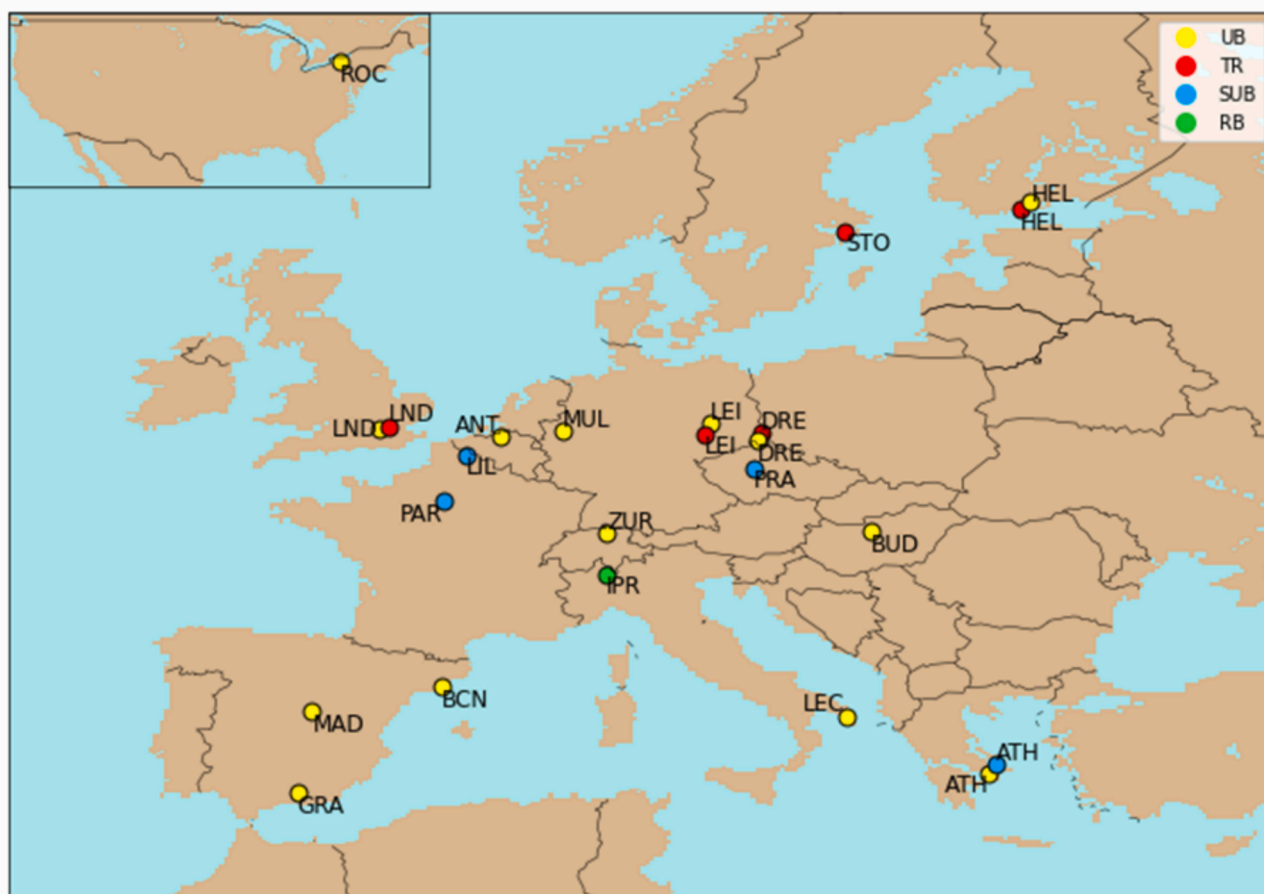 ROC
UB
TR
SUB
RB
HEL
HEL
STO
LND
LND
ANT
MUL
LEI
LEI
DRE
DRE
LIL
PRA
PAR
ZUR
BUD
IPR
BCN
MAD
LEC
GRA
ATH
ATH